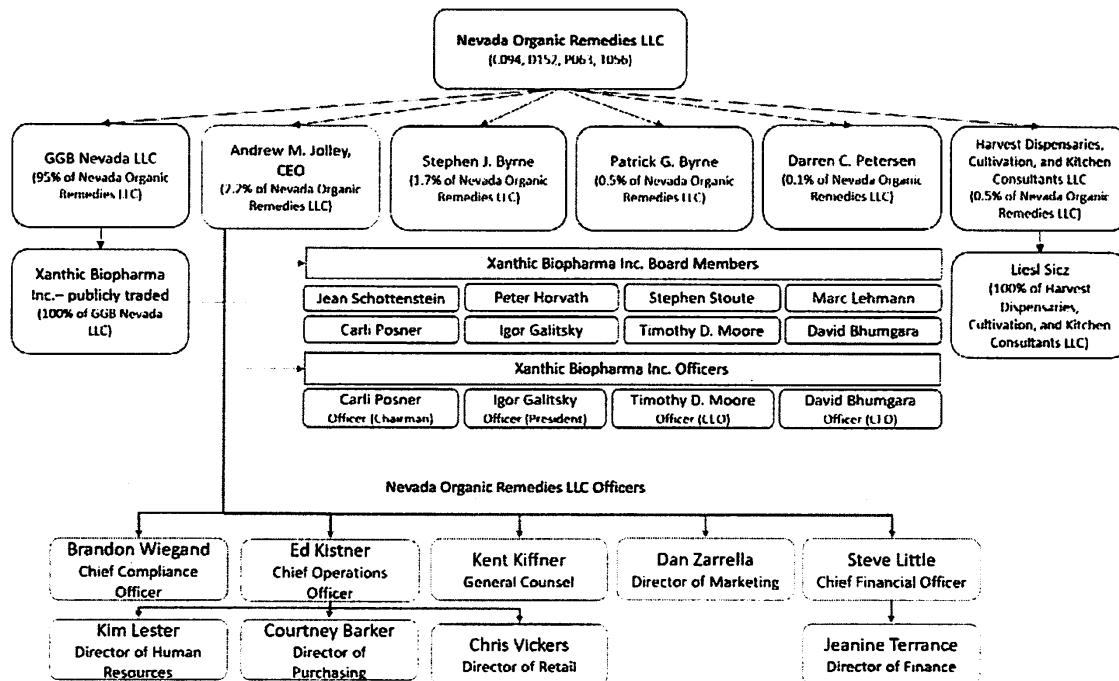 Nevada Organic Remedies LLC
(C094, D152, P063, T056)
GGB Nevada LLC
(95% of Nevada Organic
Remedies LLC)
Andrew M. Jolley,
CEO
(2.2% of Nevada Organic
Remedies LLC)
Stephen J. Byrne
(1.7% of Nevada Organic
Remedies LLC)
Patrick G. Byrne
(0.5% of Nevada Organic
Remedies LLC)
Darren C. Petersen
(0.1% of Nevada Organic
Remedies LLC)
Harvest Dispensaries,
Cultivation, and Kitchen
Consultants LLC
(0.5% of Nevada Organic
Remedies LLC)
Xanthic Biopharma
Inc.– publicly traded
(100% of GGB Nevada
LLC)
Xanthic Biopharma Inc. Board Members
Jean Schottenstein
Peter Horvath
Stephen Stoute
Marc Lehmann
Carli Posner
Igor Galitsky
Timothy D. Moore
David Bhumgara
Liesl Sicz
(100% of Harvest
Dispensaries,
Cultivation, and Kitchen
Consultants LLC)
Xanthic Biopharma Inc. Officers
Carli Posner
Officer (Chairman)
Igor Galitsky
Officer (President)
Timothy D. Moore
Officer (CEO)
David Bhumgara
Officer (CFO)
Nevada Organic Remedies LLC Officers
Brandon Wiegand
Chief Compliance
Officer
Ed Kistner
Chief Operations
Officer
Kent Kiffner
General Counsel
Dan Zarrella
Director of Marketing
Steve Little
Chief Financial Officer
Kim Lester
Director of Human
Resources
Courtney Barker
Director of
Purchasing
Chris Vickers
Director of Retail
Jeanine Terrance
Director of Finance